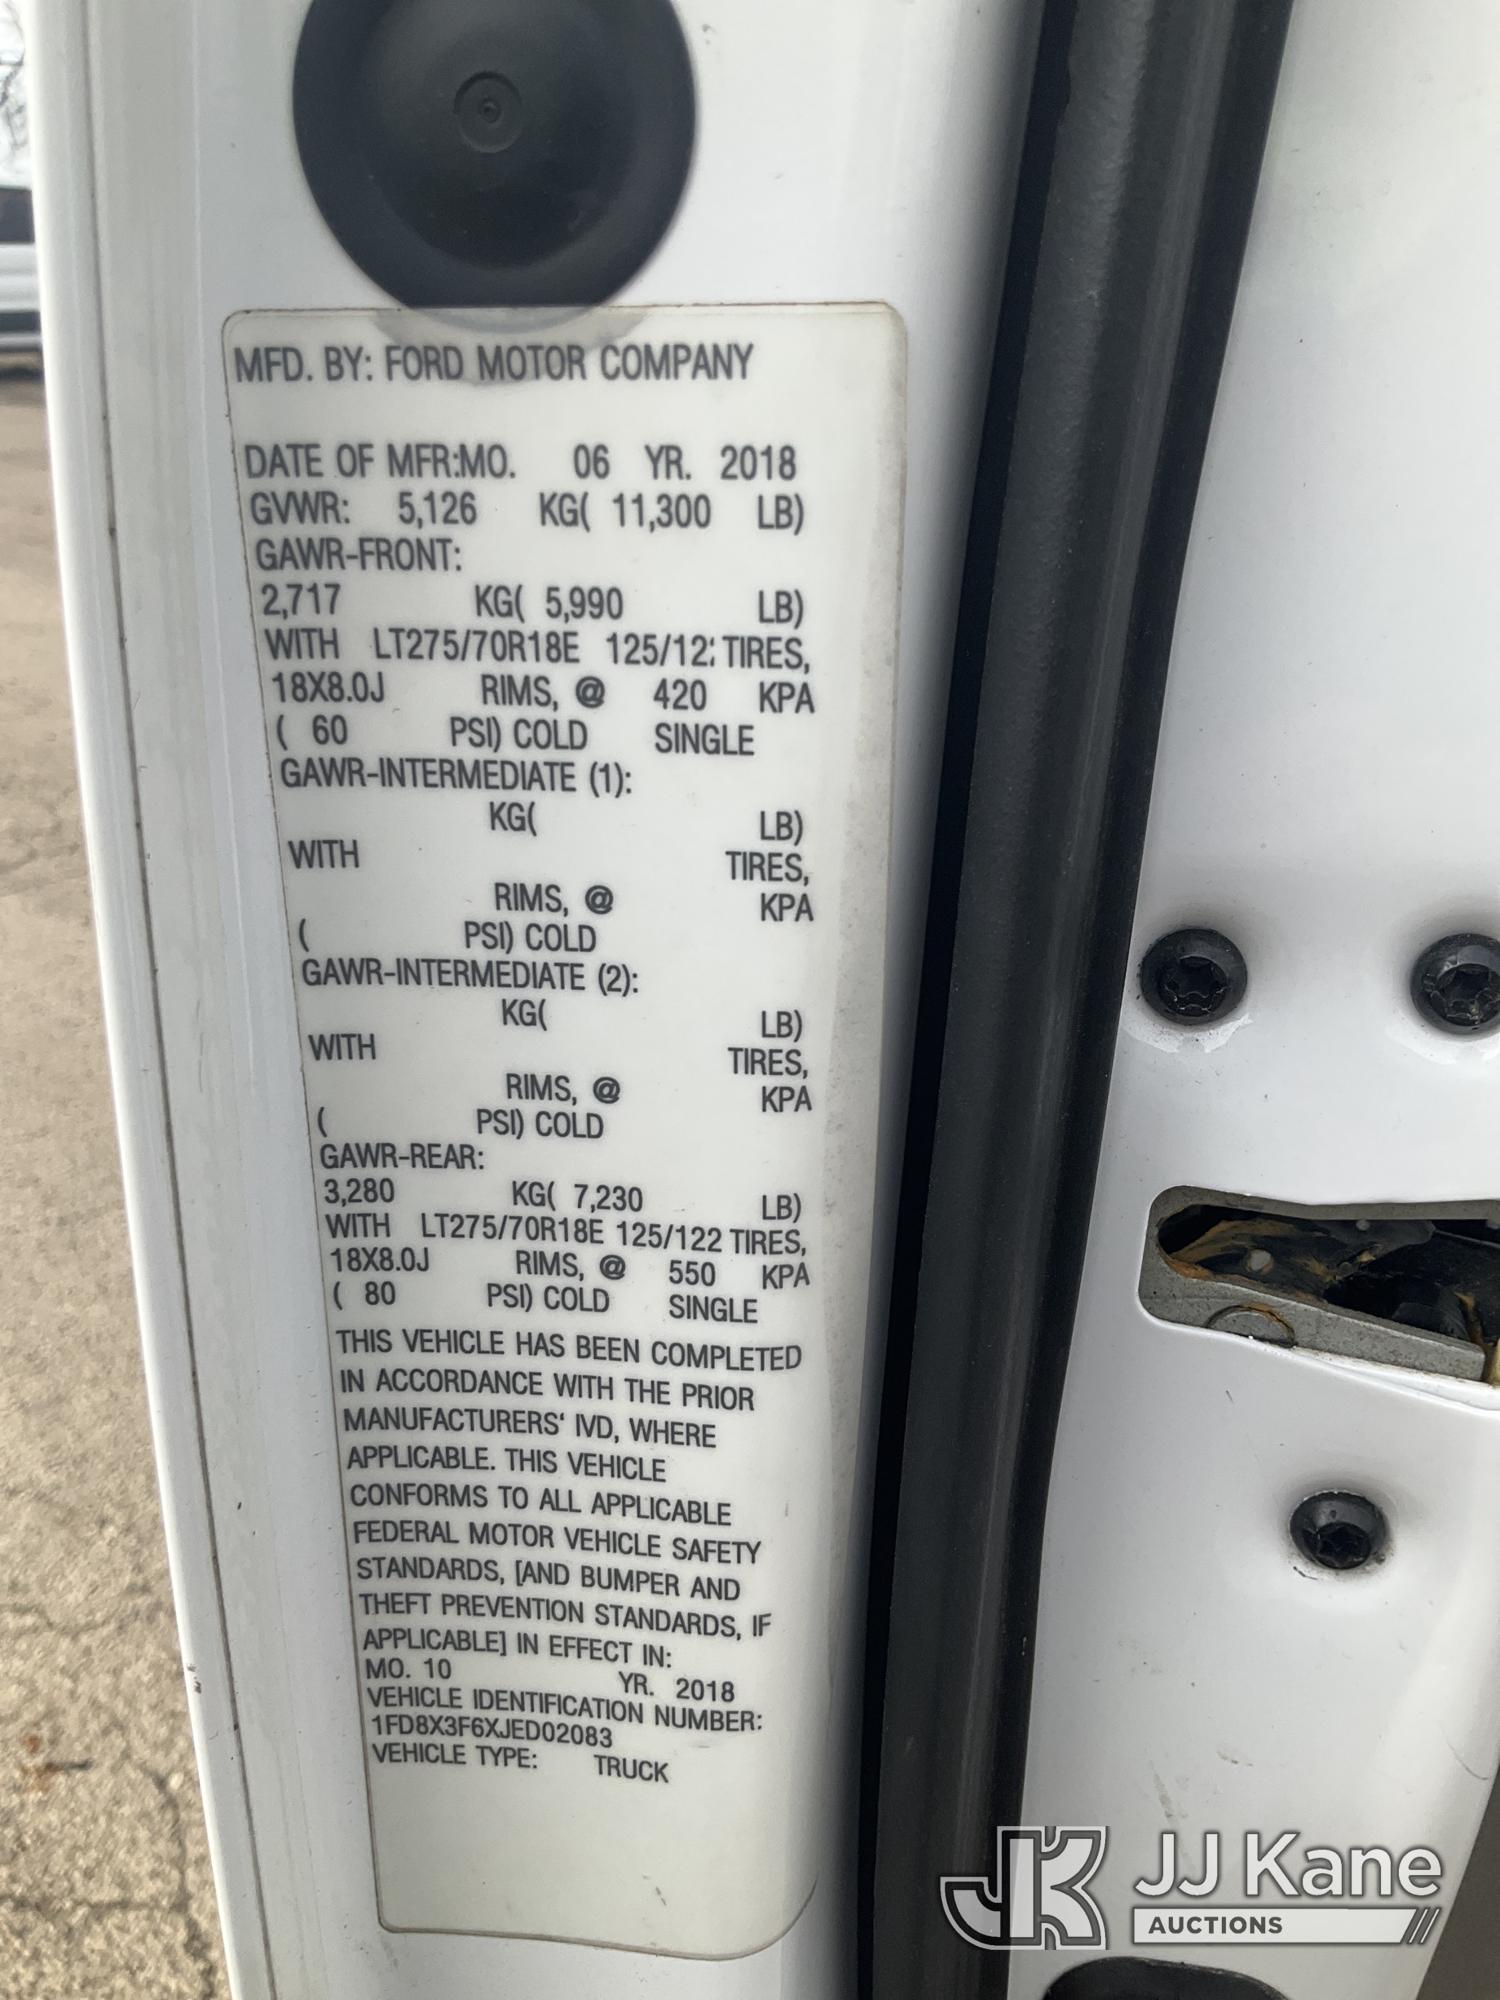 MFD. BY: FORD MOTOR COMPANY
DATE OF MFR:MO. 06 YR. 2018
GVWR: 5,126 KG( 11,300 LB)
GAWR-FRONT:
2,717 KG( 5,990 LB)
WITH LT275/70R18E 125/12 TIRES,
18X8.0J RIMS, @ 420 KPA
( 60 PSI) COLD SINGLE
GAWR-INTERMEDIATE (1):
KG( LB)
WITH TIRES,
RIMS, @ KPA
( PSI) COLD
GAWR-INTERMEDIATE (2):
KG( LB)
WITH TIRES,
RIMS, @ KPA
( PSI) COLD
GAWR-REAR:
3,280 KG( 7,230 LB)
WITH LT275/70R18E 125/122 TIRES,
18X8.0J RIMS, @ 550 KPA
( 80 PSI) COLD SINGLE
THIS VEHICLE HAS BEEN COMPLETED
IN ACCORDANCE WITH THE PRIOR
MANUFACTURERS' IVD, WHERE
APPLICABLE. THIS VEHICLE
CONFORMS TO ALL APPLICABLE
FEDERAL MOTOR VEHICLE SAFETY
STANDARDS, [AND BUMPER AND
THEFT PREVENTION STANDARDS, IF
APPLICABLE] IN EFFECT IN:
MO. 10 YR. 2018
VEHICLE IDENTIFICATION NUMBER:
1FD8X3F6XJED02083
VEHICLE TYPE: TRUCK
JK JJ Kane
AUCTIONS